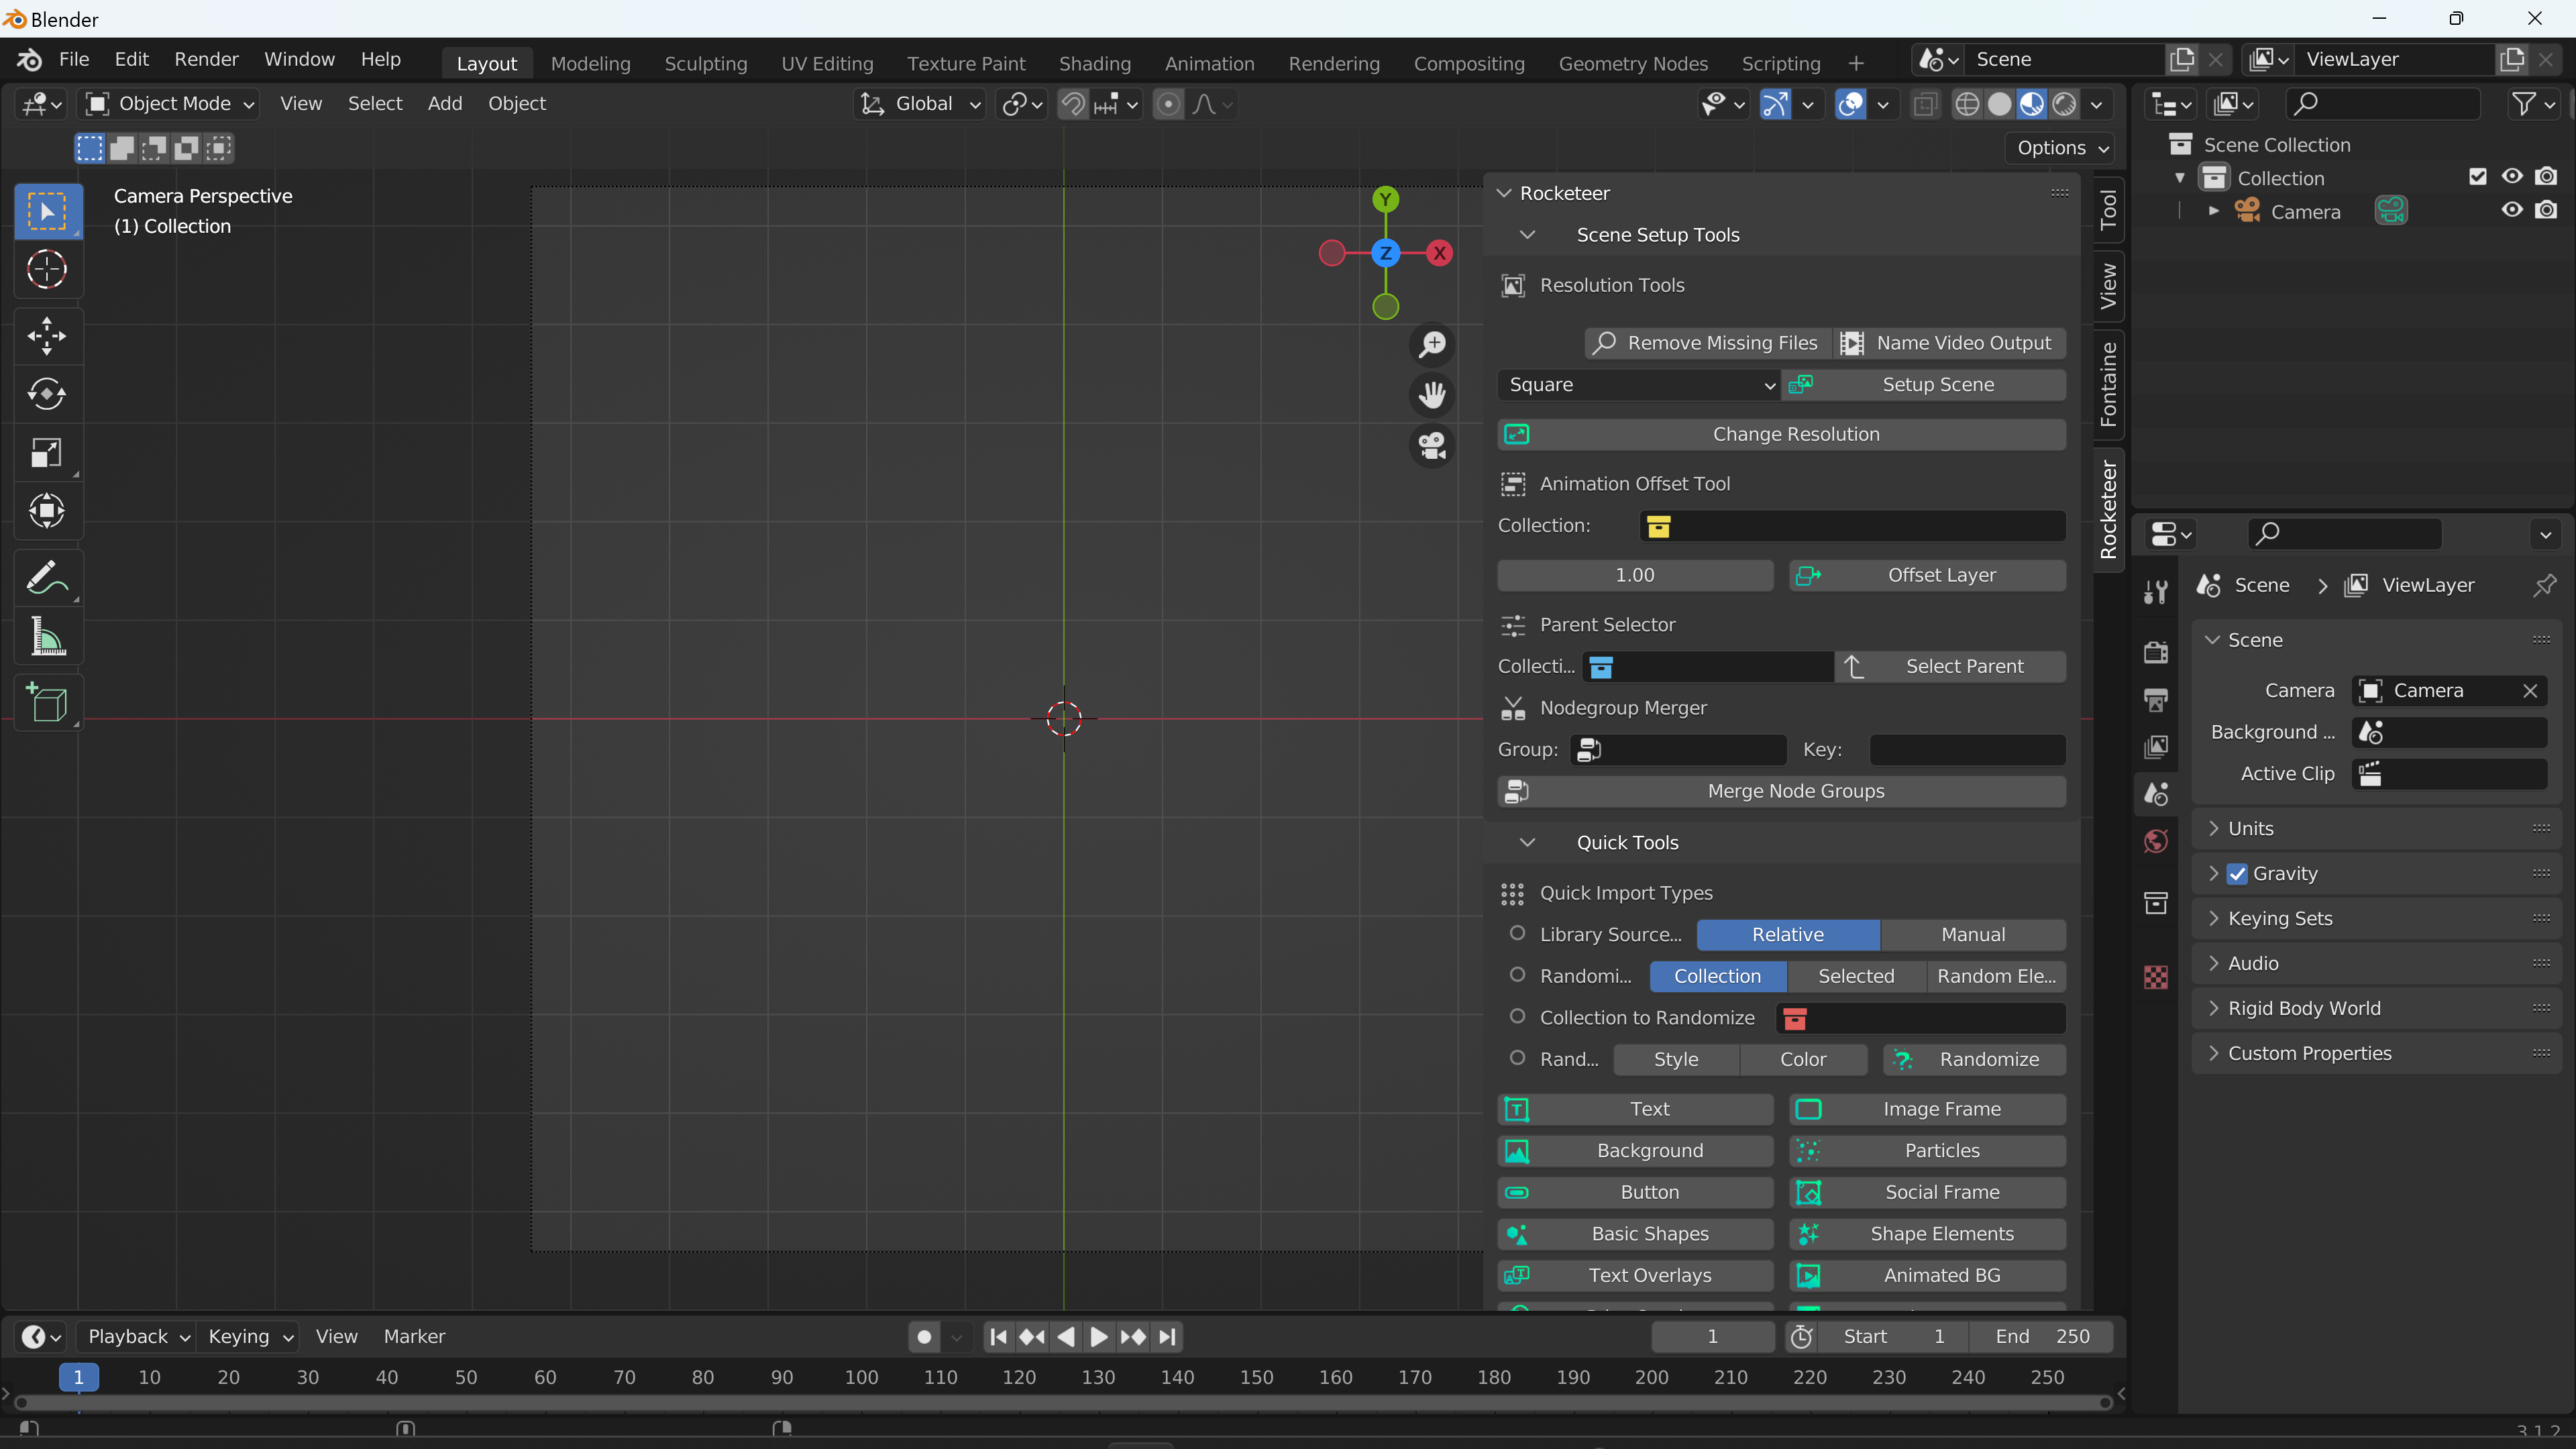 Blender
File Edit Render Window Help Layout Modeling Sculpting UV Editing Texture Paint Shading Animation Rendering Compositing Geometry Nodes Scripting + Scene ViewLayer
Object Mode View Select Add Object Global
Options
Camera Perspective
(1) Collection
Y
X
Z
Rocketeer
Scene Setup Tools
Resolution Tools
Remove Missing Files Name Video Output
Square Setup Scene
Change Resolution
Animation Offset Tool
Collection:
1.00 Offset Layer
Parent Selector
Collecti... Select Parent
Nodegroup Merger
Group: Key:
Merge Node Groups
Quick Tools
Quick Import Types
Library Source... Relative Manual
Randomi... Collection Selected Random Ele...
Collection to Randomize
Rand... Style Color Randomize
Text Image Frame
Background Particles
Button Social Frame
Basic Shapes Shape Elements
Text Overlays Animated BG
Tool
View
Fontaine
Rocketeer
Scene Collection
Collection
Camera
Scene > ViewLayer
Scene
Camera Camera
Background ...
Active Clip
Units
Gravity
Keying Sets
Audio
Rigid Body World
Custom Properties
Playback Keying View Marker 1 Start 1 End 250
1 10 20 30 40 50 60 70 80 90 100 110 120 130 140 150 160 170 180 190 200 210 220 230 240 250
3.1.2